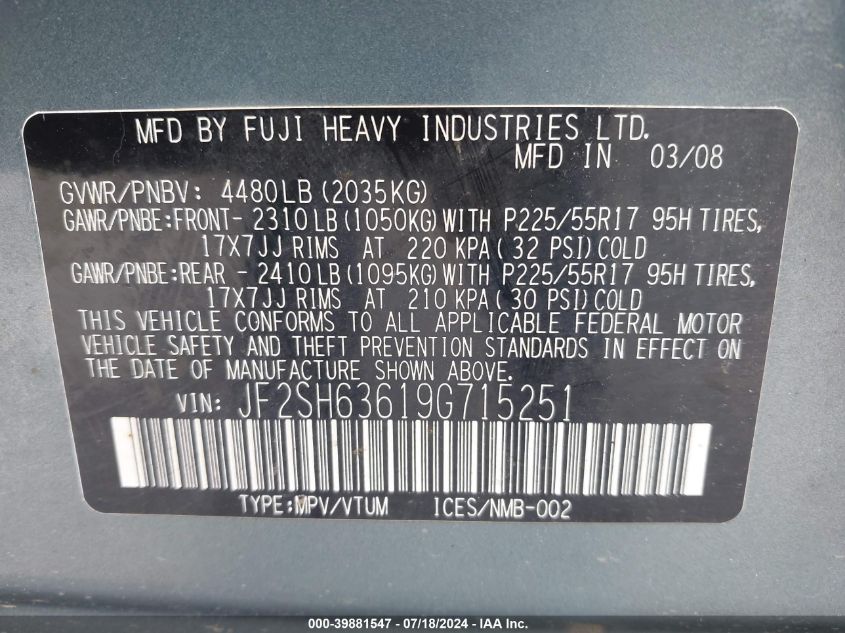 MFD BY FUJI HEAVY INDUSTRIES LTD.
MFD IN 03/08
GVWR/PNBV: 4480LB(2035KG)
GAWR/PNBE:FRONT- 2310LB(1050KG)WITH P225/55R17 95H TIRES,
17X7JJ RIMS AT 220 KPA(32 PSI)COLD
GAWR/PNBE:REAR - 2410LB(1095KG)WITH P225/55R17 95H TIRES,
17X7JJ RIMS AT 210 KPA(30 PSI)COLD
THIS VEHICLE CONFORMS TO ALL APPLICABLE FEDERAL MOTOR
VEHICLE SAFETY AND THEFT PREVENTION STANDARDS IN EFFECT ON
THE DATE OF MANUFACTURE SHOWN ABOVE.
VIN: JF2SH63619G715251
TYPE:MPV/VTUM ICES/NMB-002
000-39881547 / 07/18/2024 - IAA Inc.